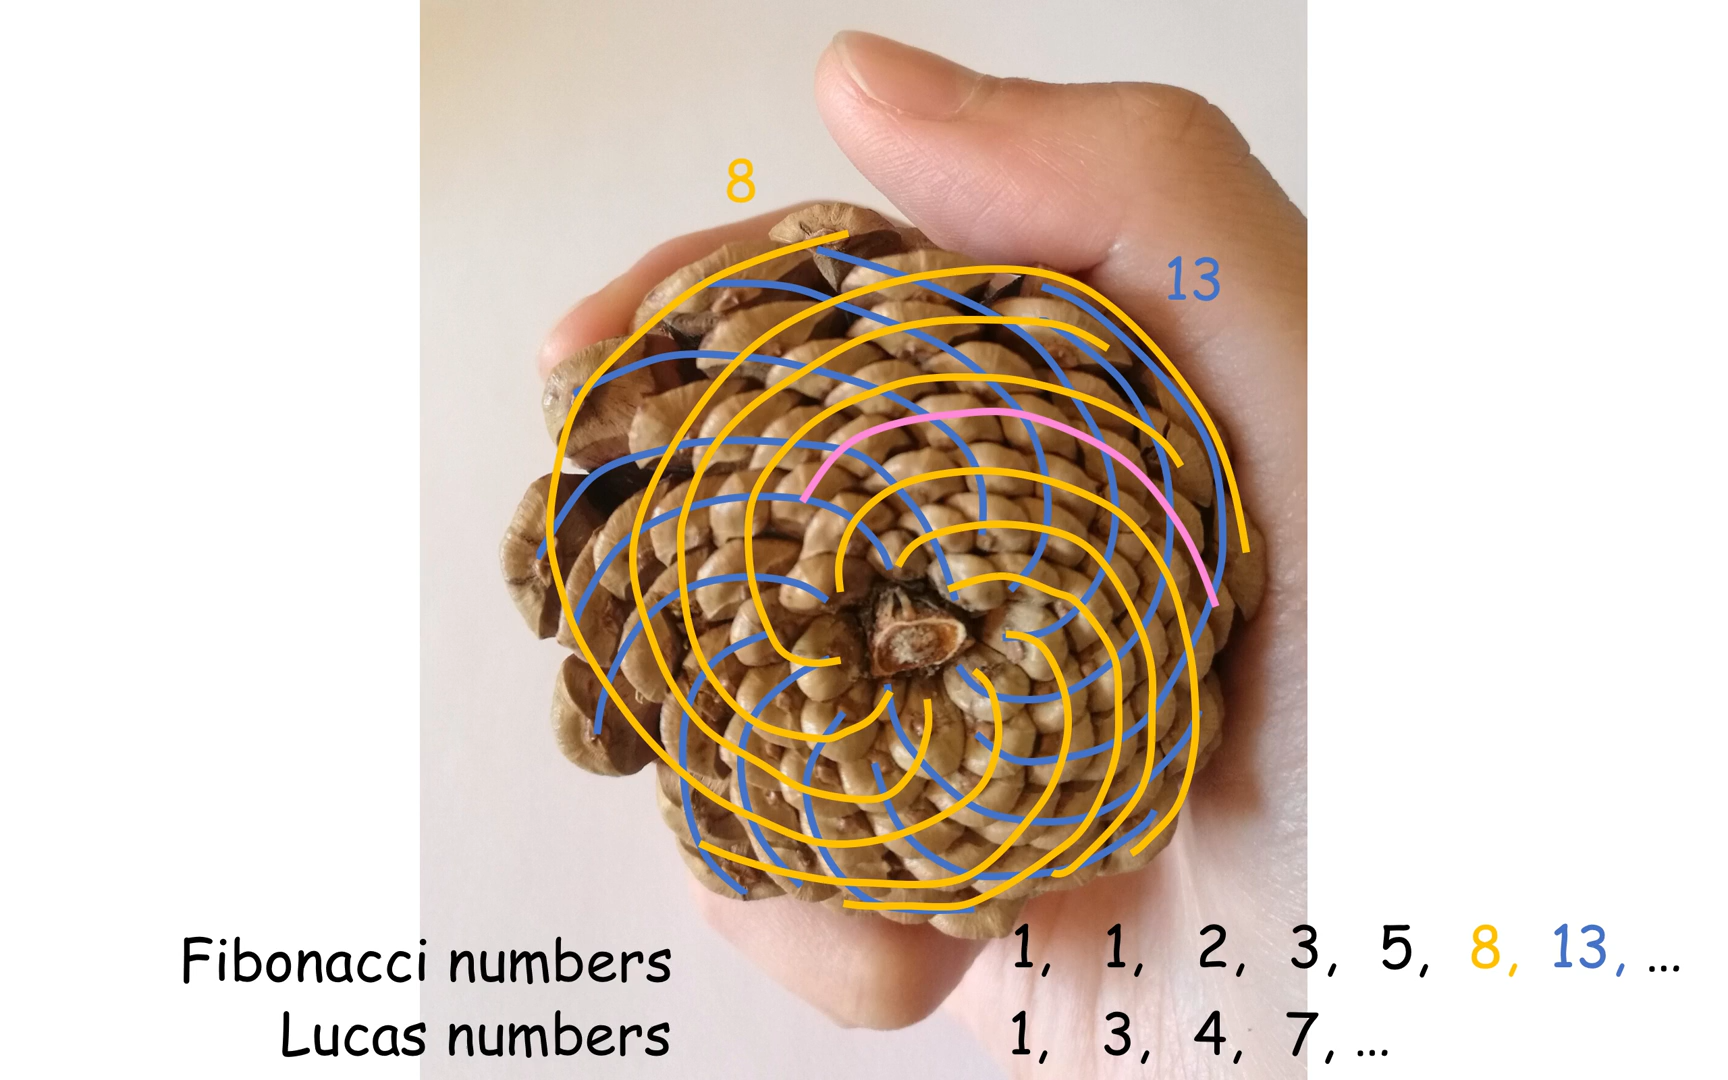 8
13
Fibonacci numbers 1, 1, 2, 3, 5, 8, 13, ...
Lucas numbers 1, 3, 4, 7, ...